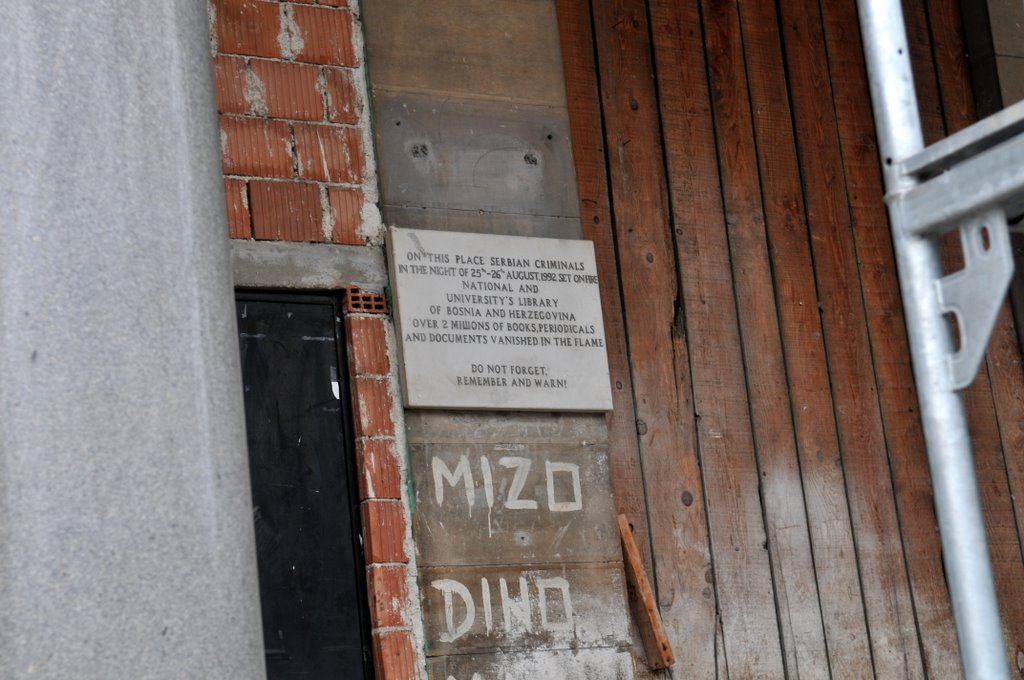 ON THIS PLACE SERBIAN CRIMINALS
IN THE NIGHT OF 25th-26th AUGUST,1992. SET ON FIRE
NATIONAL AND
UNIVERSITY'S LIBRARY
OF BOSNIA AND HERZEGOVINA
OVER 2 MILLIONS OF BOOKS,PERIODICALS
AND DOCUMENTS VANISHED IN THE FLAME
DO NOT FORGET,
REMEMBER AND WARN!
MIZO
DINO